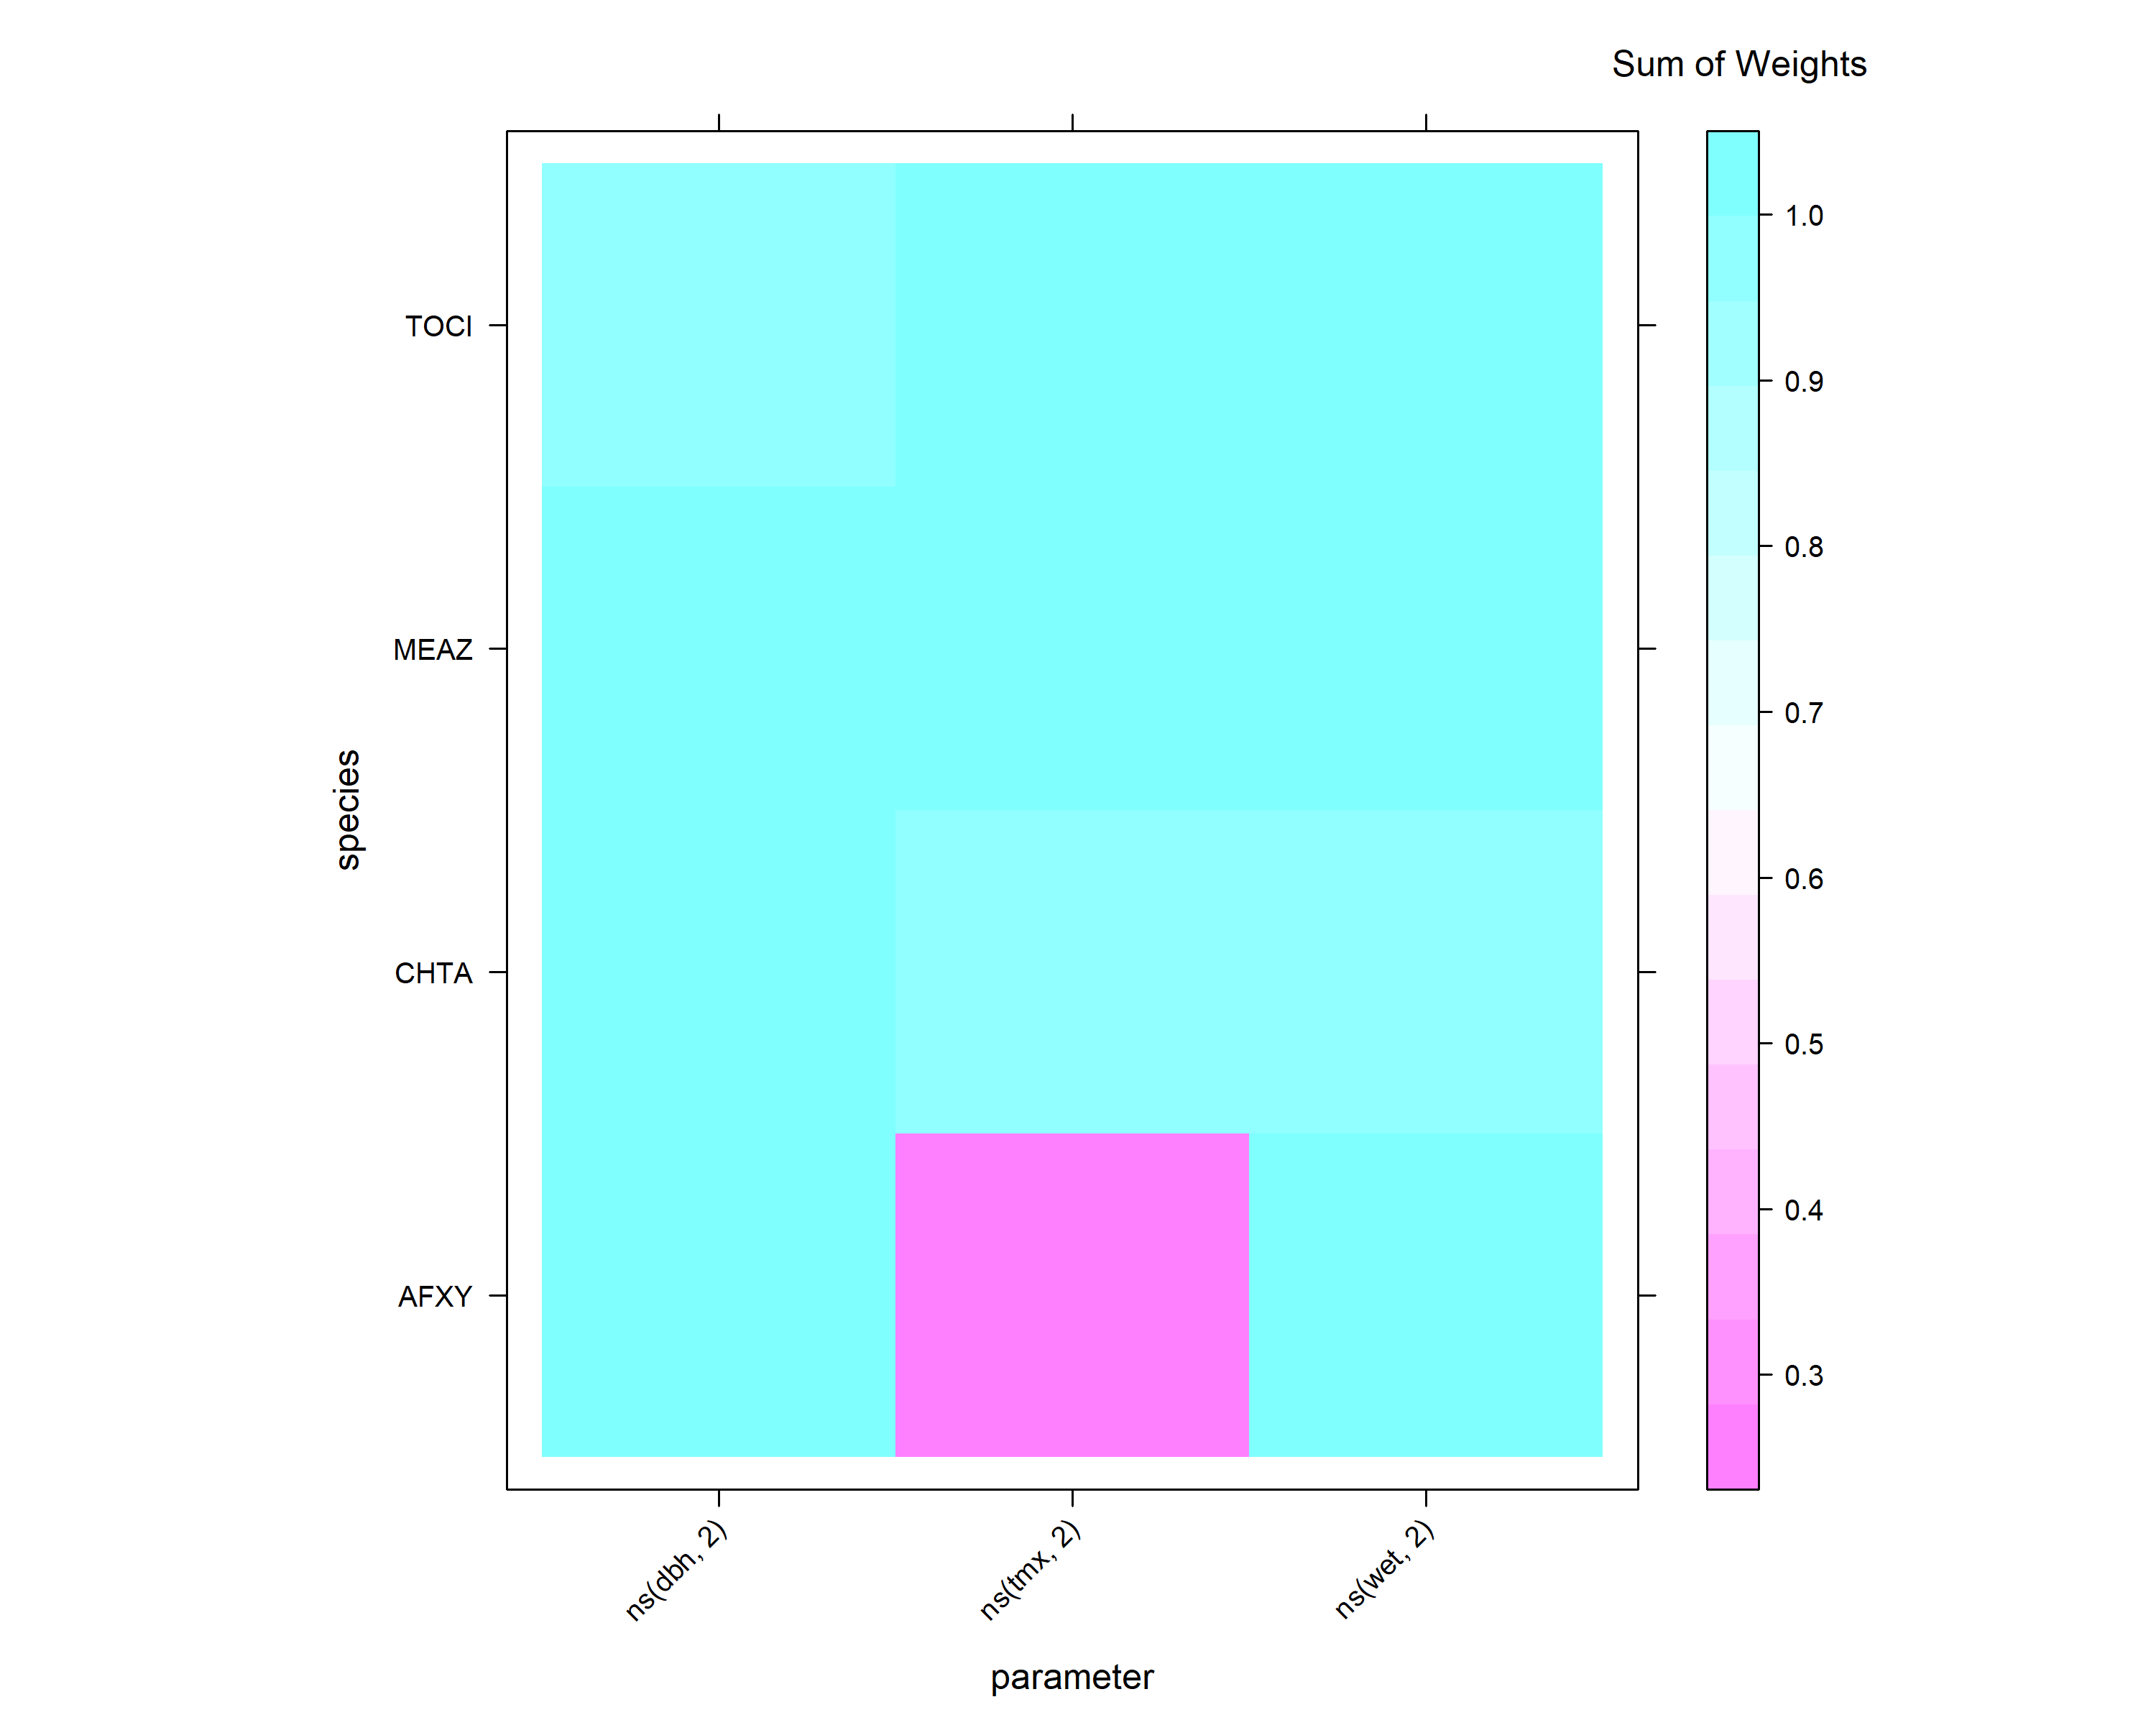 Sum of Weights
1.0
0.9
0.8
0.7
0.6
0.5
0.4
0.3
TOCI
MEAZ
CHTA
AFXY
species
ns(dbh, 2)
ns(tmx, 2)
ns(wet, 2)
parameter